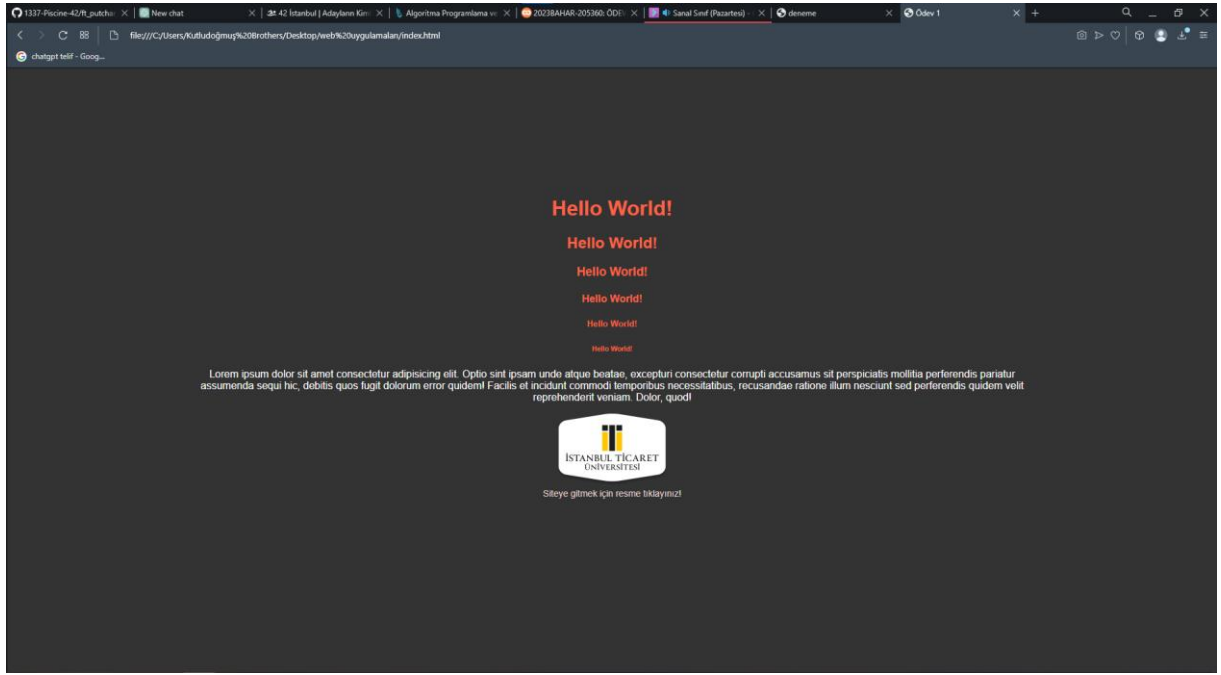 1337-Piscine-42/ft_putcha
New chat
42 İstanbul | Adayların Kim
Algoritma Programlama ve
2023BAHAR-205360: ÖDEV
Sanal Sınıf (Pazartesi) -
deneme
Ödev 1
file:///C:/Users/Kutludoğmuş%20Brothers/Desktop/web%20uygulamaları/index.html
chatgpt telif - Goog...
Hello World!
Hello World!
Hello World!
Hello World!
Hello World!
Hello World!
Lorem ipsum dolor sit amet consectetur adipisicing elit. Optio sint ipsam unde atque beatae, excepturi consectetur corrupti accusamus sit perspiciatis mollitia perferendis pariatur
assumenda sequi hic, debitis quos fugit dolorum error quidem! Facilis et incidunt commodi temporibus necessitatibus, recusandae ratione illum nesciunt sed perferendis quidem velit
reprehenderit veniam. Dolor, quod!
İSTANBUL TİCARET
ÜNİVERSİTESİ
Siteye gitmek için resme tıklayınız!